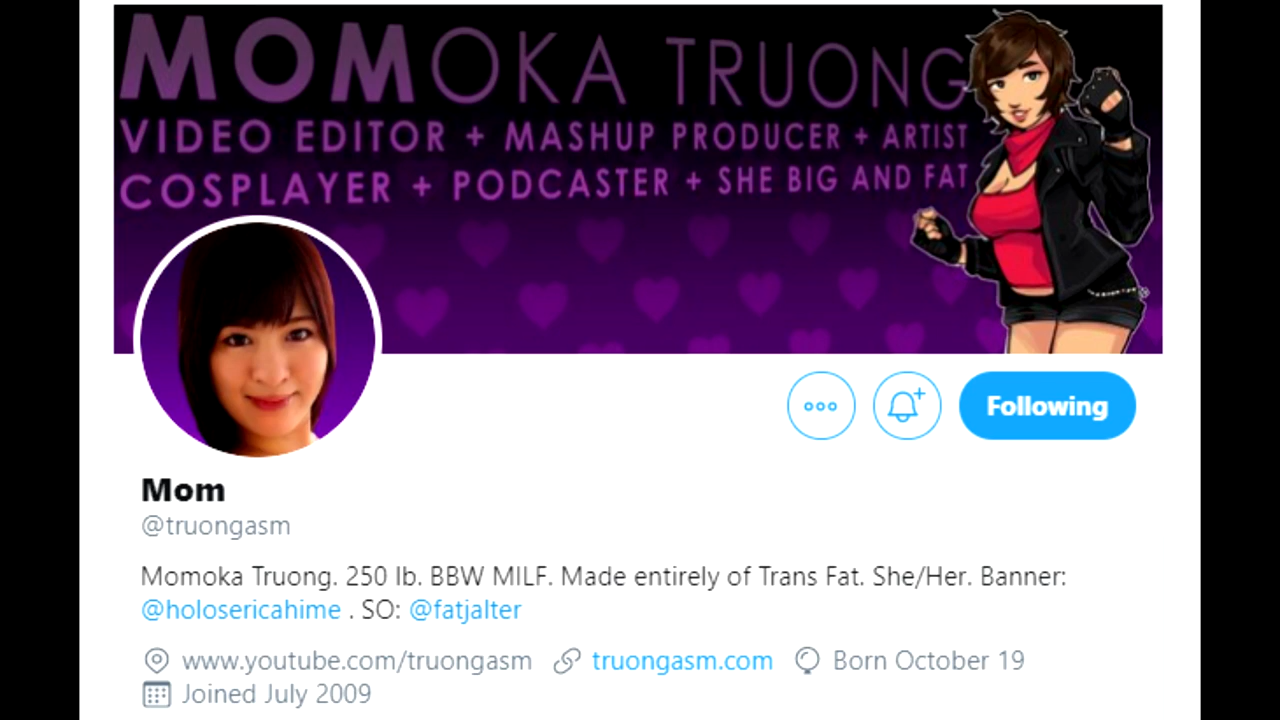 MOMOKA TRUONG
VIDEO EDITOR + MASHUP PRODUCER + ARTIST
COSPLAYER + PODCASTER + SHE BIG AND FAT
Following
Mom
@truongasm
Momoka Truong. 250 lb. BBW MILF. Made entirely of Trans Fat. She/Her. Banner:
@holosericahime . SO: @fatjalter
www.youtube.com/truongasm truongasm.com Born October 19
Joined July 2009